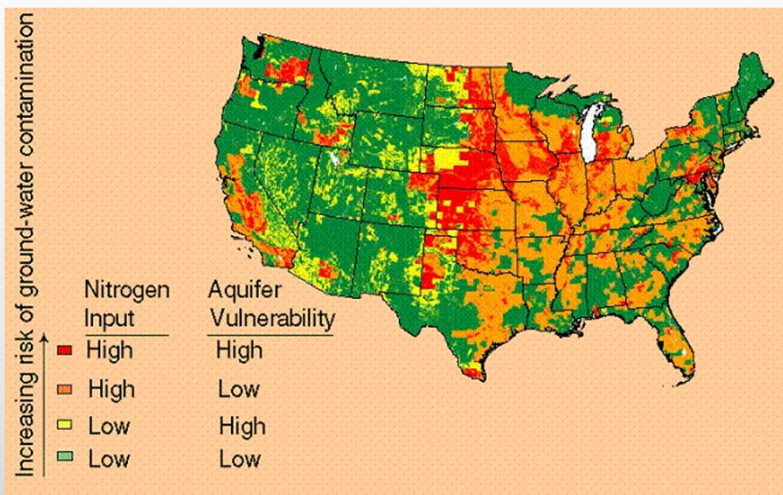 Increasing risk of ground-water contamination
Nitrogen Input
Aquifer Vulnerability
High High
High Low
Low High
Low Low